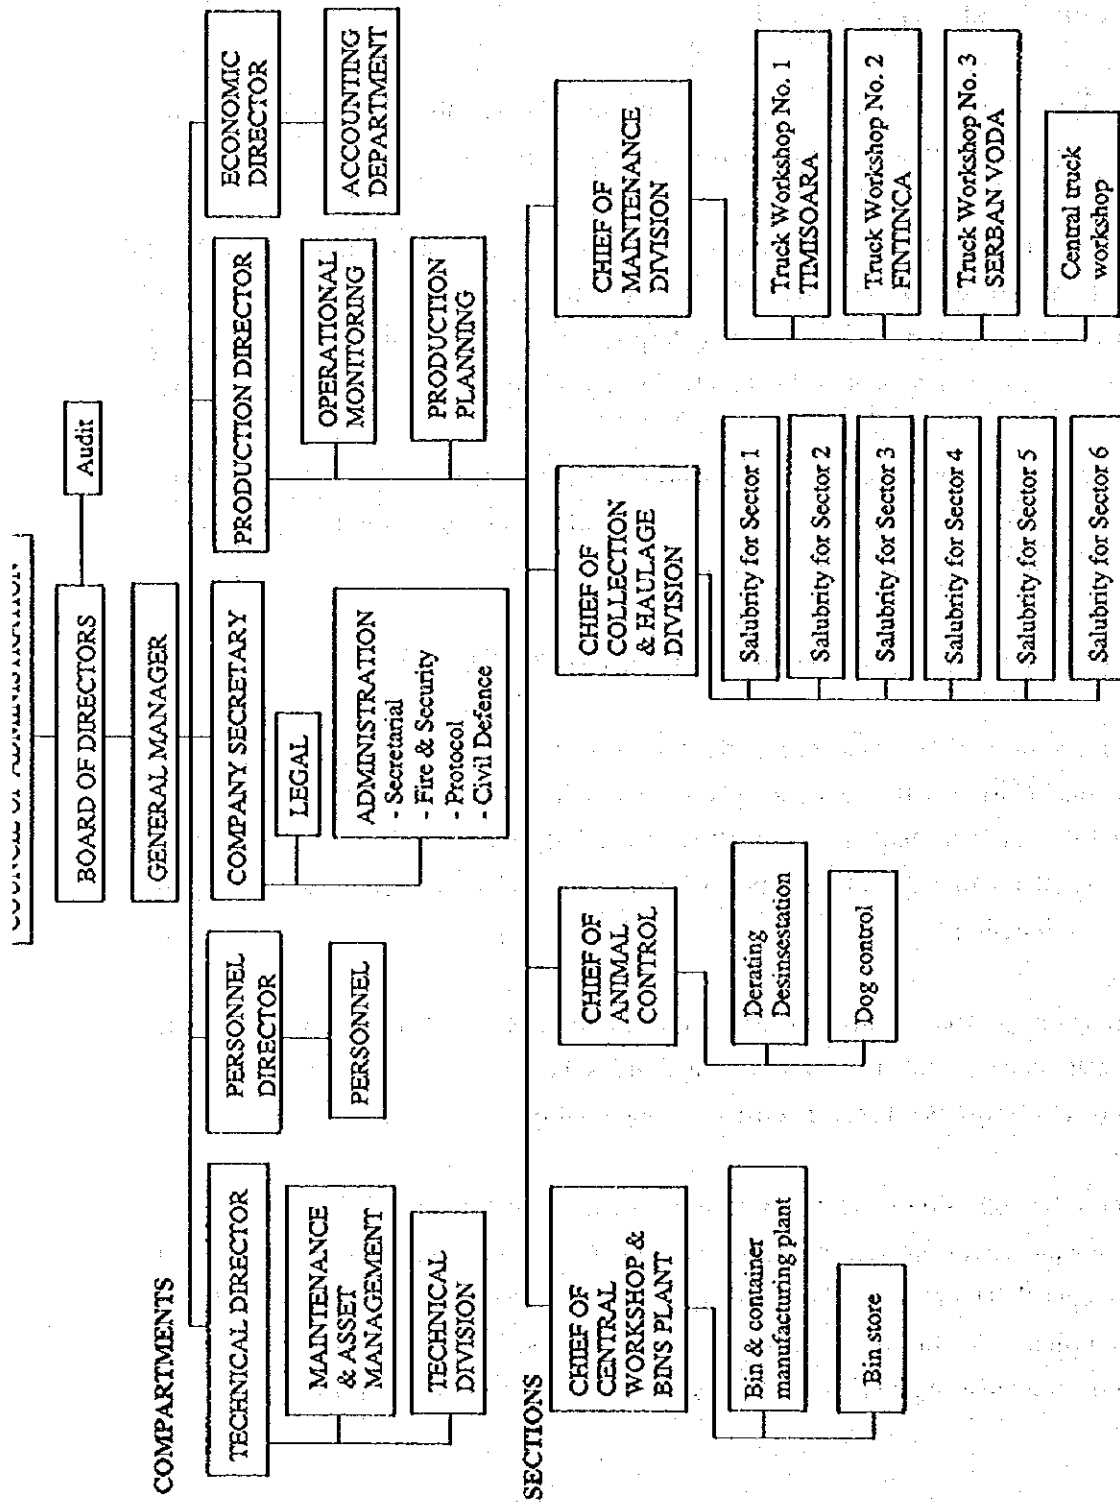 COUNCIL OF ADMINISTRATION
BOARD OF DIRECTORS
Audit
GENERAL MANAGER
COMPARTMENTS
TECHNICAL DIRECTOR
MAINTENANCE
& ASSET
MANAGEMENT
TECHNICAL
DIVISION
PERSONNEL
DIRECTOR
PERSONNEL
COMPANY SECRETARY
LEGAL
ADMINISTRATION
- Secretarial
- Fire & Security
- Protocol
- Civil Defence
PRODUCTION DIRECTOR
OPERATIONAL
MONITORING
PRODUCTION
PLANNING
ECONOMIC
DIRECTOR
ACCOUNTING
DEPARTMENT
SECTIONS
CHIEF OF
CENTRAL
WORKSHOP &
BINS PLANT
Bin & container
manufacturing plant
Bin store
CHIEF OF
ANIMAL
CONTROL
Derating
Desinsestation
Dog control
CHIEF OF
COLLECTION
& HAULAGE
DIVISION
Salubrity for Sector 1
Salubrity for Sector 2
Salubrity for Sector 3
Salubrity for Sector 4
Salubrity for Sector 5
Salubrity for Sector 6
CHIEF OF
MAINTENANCE
DIVISION
Truck Workshop No. 1
TIMISOARA
Truck Workshop No. 2
FINTINCA
Truck Workshop No. 3
SERBAN VODA
Central truck
workshop